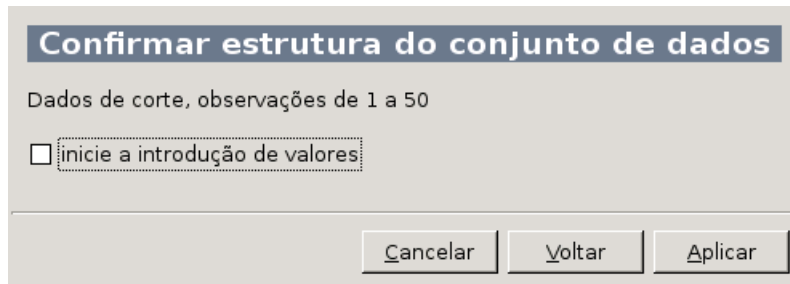 Confirmar estrutura do conjunto de dados
Dados de corte, observações de 1 a 50
inicie a introdução de valores
Cancelar Voltar Aplicar